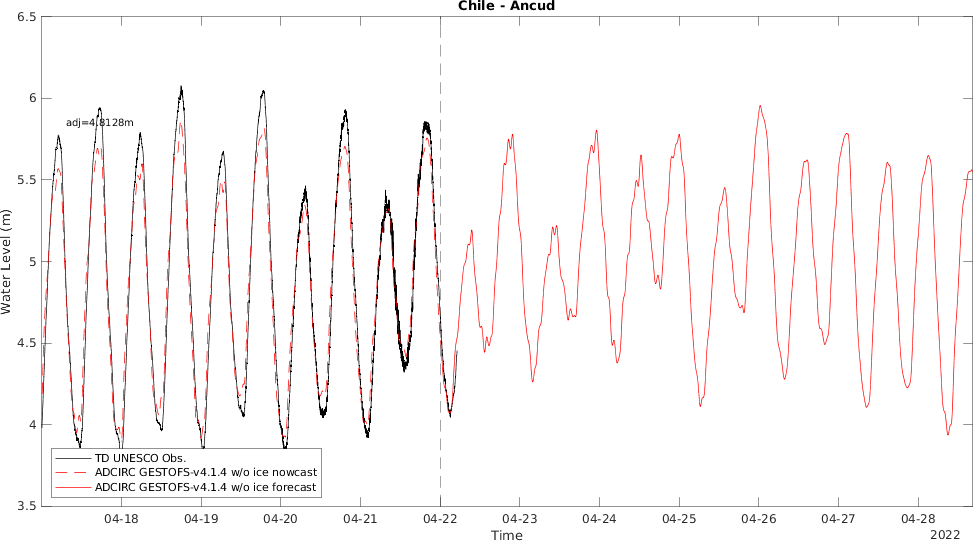 Chile - Ancud
6.5
6
5.5
5
4.5
4
3.5
Water Level (m)
adj=4.8128m
TD UNESCO Obs.
ADCIRC GESTOFS-v4.1.4 w/o ice nowcast
ADCIRC GESTOFS-v4.1.4 w/o ice forecast
04-18 04-19 04-20 04-21 04-22 04-23 04-24 04-25 04-26 04-27 04-28
Time
2022